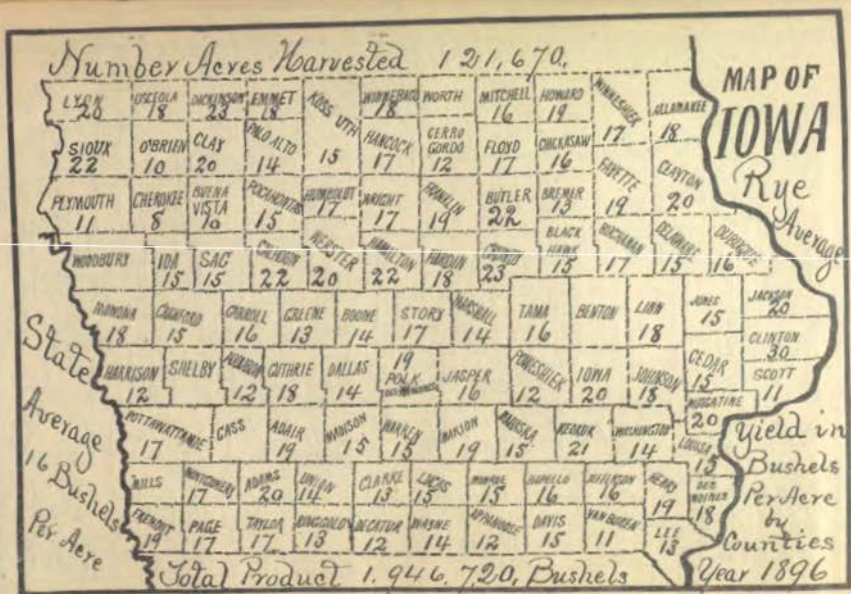 Number Acres Harvested 121,670,
MAP OF
IOWA
Rye
Average
LYON 20
OSCEOLA 18
DICKINSON 23
EMMET 18
KOSSUTH 15
WINNEBAGO 18
WORTH
MITCHELL 16
HOWARD 19
WINNESHIEK 17
ALLAMAKEE 18
SIOUX 22
O'BRIEN 10
CLAY 20
PALO ALTO 14
HANCOCK 17
CERRO GORDO 12
FLOYD 17
CHICKASAW 16
FAYETTE 19
CLAYTON 20
PLYMOUTH 11
CHEROKEE 8
BUENA VISTA 10
POCAHONTAS 15
HUMBOLDT 17
WRIGHT 17
FRANKLIN 19
BUTLER 22
BREMER 13
WOODBURY
IDA 15
SAC 15
CALHOUN 22
WEBSTER 20
HAMILTON 22
HARDIN 18
GRUNDY 23
BLACK HAWK 15
BUCHANAN 17
DELAWARE 15
DUBUQUE 16
MONONA 18
CRAWFORD 15
CARROLL 16
GREENE 13
BOONE 14
STORY 17
MARSHALL 14
TAMA 16
BENTON
LINN 18
JONES 15
JACKSON 20
CLINTON 30
HARRISON 12
SHELBY
AUDUBON 12
GUTHRIE 18
DALLAS 14
19 POLK
JASPER 16
POWESHIEK 12
IOWA 20
JOHNSON 18
CEDAR 15
SCOTT 11
MUSCATINE 20
POTTAWATTAMIE 17
CASS
ADAIR 19
MADISON 15
WARREN 15
MARION 19
MAHASKA 15
KEOKUK 21
WASHINGTON 14
LOUISA 15
MILLS
MONTGOMERY 17
ADAMS 20
UNION 14
CLARKE 13
LUCAS 15
MONROE 15
WAPELLO 16
JEFFERSON 16
HENRY 19
DES MOINES 18
FREMONT 19
PAGE 17
TAYLOR 17
RINGGOLD 13
DECATUR 12
WAYNE 14
APPANOOSE 12
DAVIS 15
VAN BUREN 11
LEE 13
State
Average
16 Bushels
Per Acre
Yield in
Bushels
Per Acre
by
Counties
Year 1896
Total Product 1.946.720, Bushels